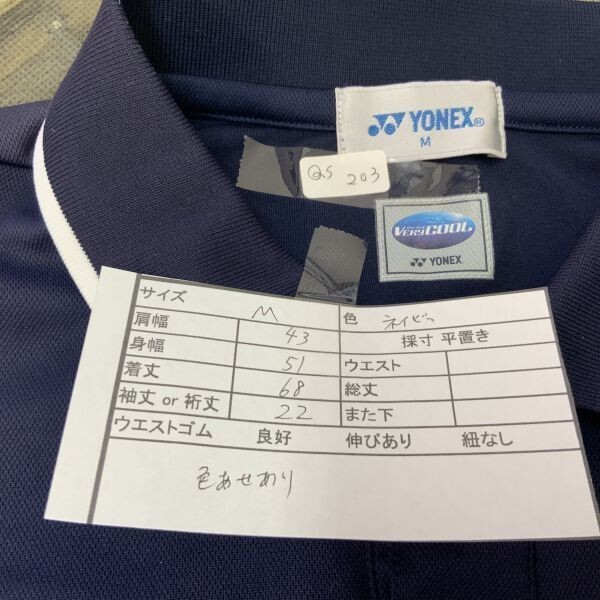 YONEX®
M
QS 203
VERYCOOL
YONEX
サイズ M 色 ネイビー
肩幅 43 採寸 平置き
身幅 51 ウエスト
着丈 68 総丈
袖丈 or 裄丈 22 また下
ウエストゴム 良好 伸びあり 紐なし
色あせあり